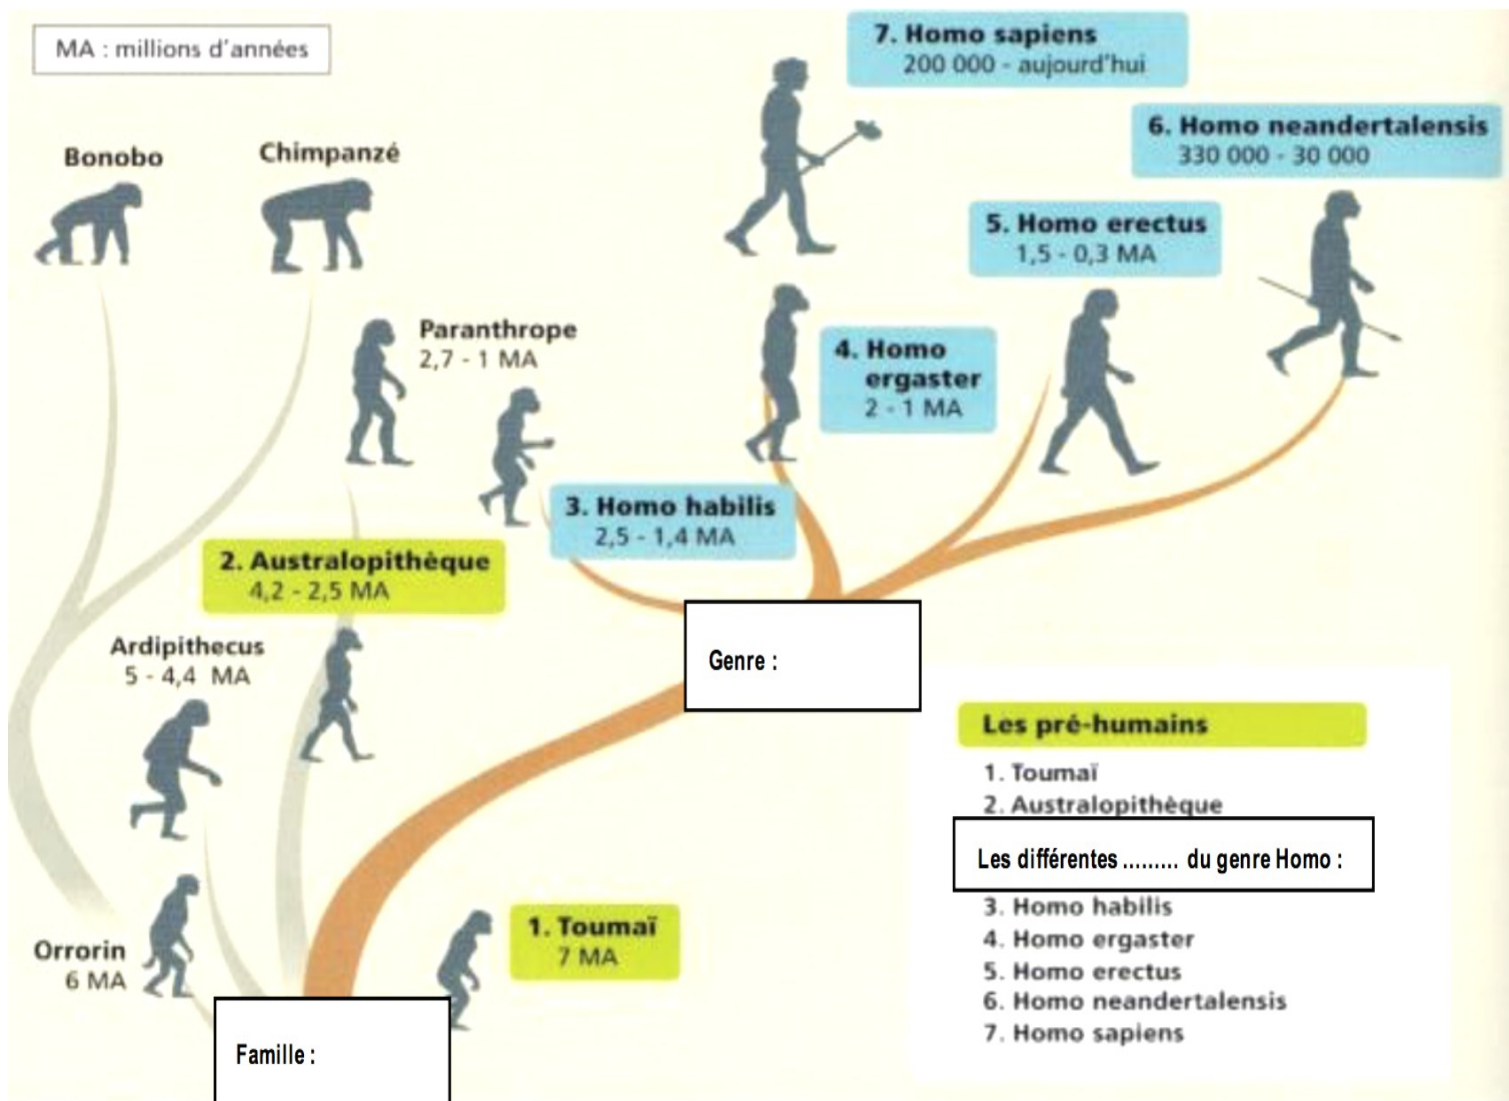 MA : millions d'années
7. Homo sapiens
200 000 - aujourd'hui
6. Homo neandertalensis
330 000 - 30 000
Bonobo
Chimpanzé
5. Homo erectus
1,5 - 0,3 MA
Paranthrope
2,7 - 1 MA
4. Homo
ergaster
2 - 1 MA
3. Homo habilis
2,5 - 1,4 MA
2. Australopithèque
4,2 - 2,5 MA
Ardipithecus
5 - 4,4 MA
Genre :
Les pré-humains
1. Toumaï
2. Australopithèque
Les différentes ......... du genre Homo :
3. Homo habilis
4. Homo ergaster
5. Homo erectus
6. Homo neandertalensis
7. Homo sapiens
1. Toumaï
7 MA
Orrorin
6 MA
Famille :